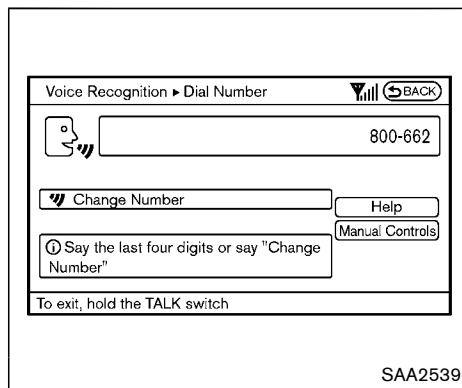 Voice Recognition ▸ Dial Number
BACK
800-662
Change Number
Help
Manual Controls
Say the last four digits or say "Change
Number"
To exit, hold the TALK switch
SAA2539